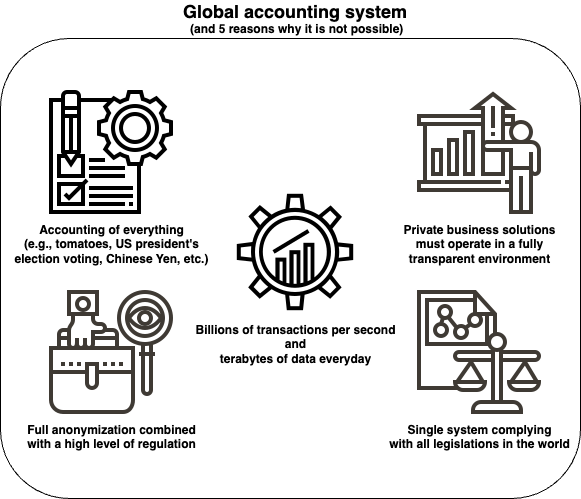 Global accounting system
(and 5 reasons why it is not possible)
Accounting of everything
(e.g., tomatoes, US president's
election voting, Chinese Yen, etc.)
Private business solutions
must operate in a fully
transparent environment
Billions of transactions per second
and
terabytes of data everyday
Full anonymization combined
with a high level of regulation
Single system complying
with all legislations in the world